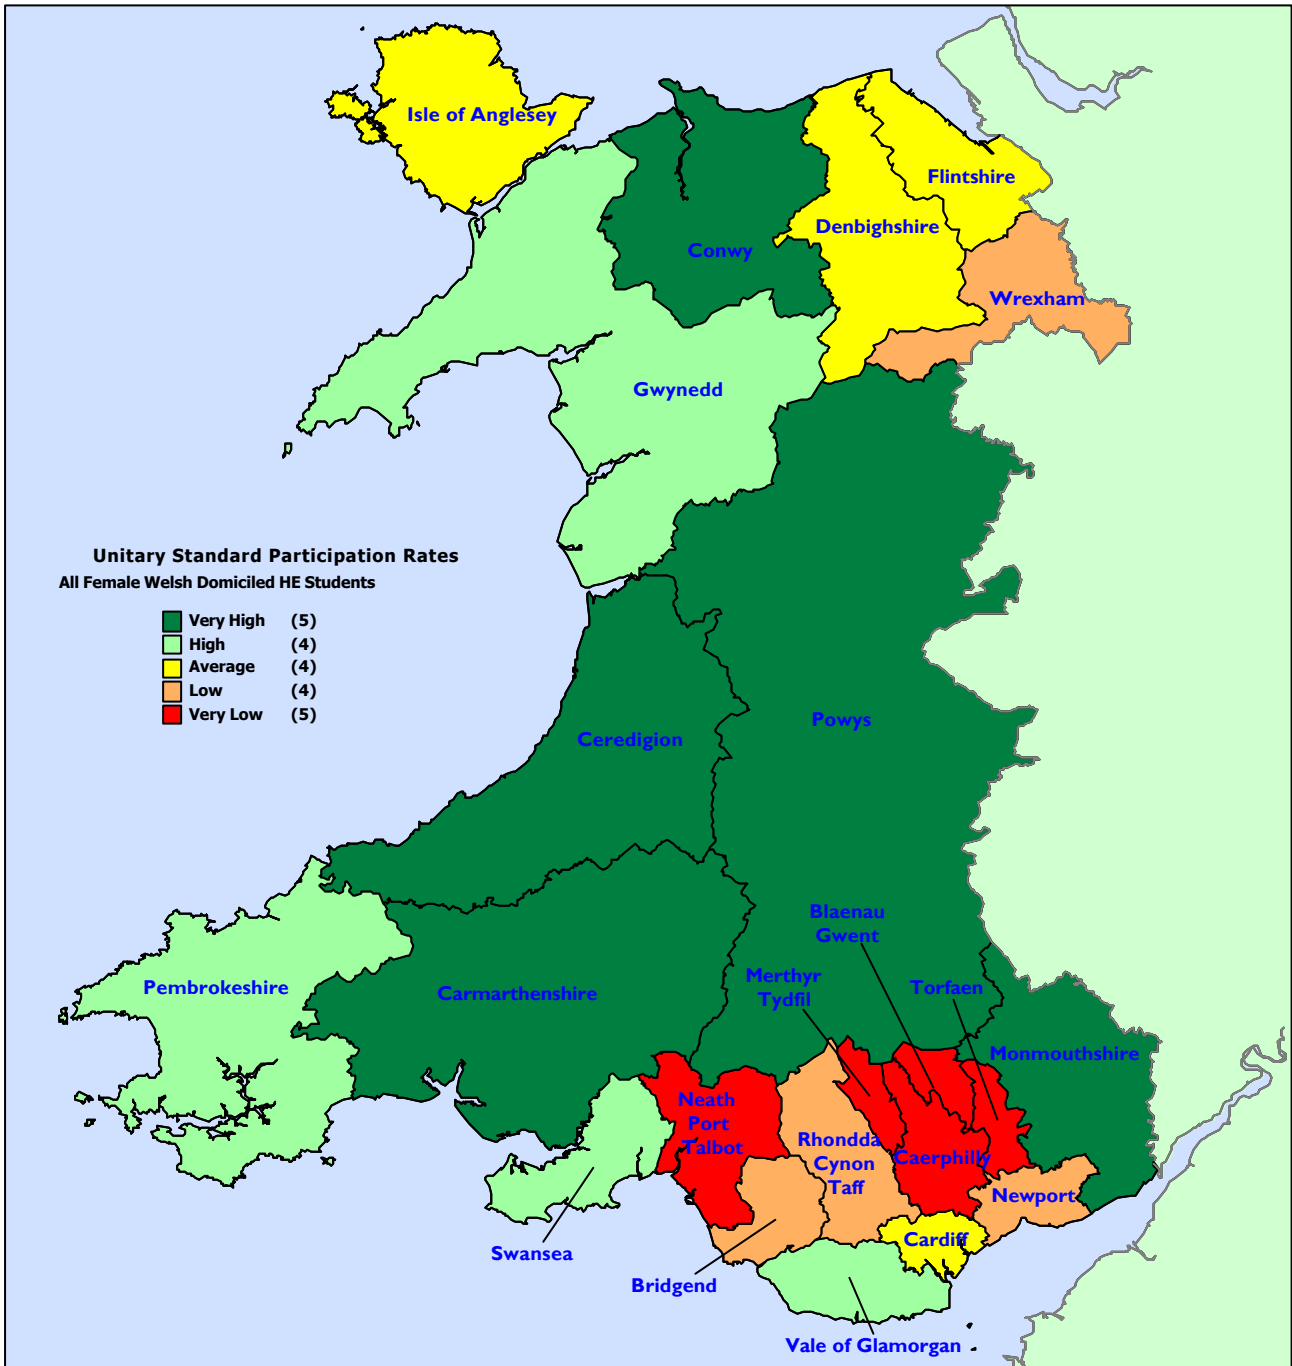 Isle of Anglesey
Flintshire
Denbighshire
Conwy
Wrexham
Gwynedd
Unitary Standard Participation Rates
All Female Welsh Domiciled HE Students
Very High (5)
High (4)
Average (4)
Low (4)
Very Low (5)
Powys
Ceredigion
Blaenau
Gwent
Merthyr
Tydfil
Torfaen
Pembrokeshire
Carmarthenshire
Monmouthshire
Neath
Port
Talbot
Rhondda
Cynon
Taff
Caerphilly
Newport
Cardiff
Swansea
Bridgend
Vale of Glamorgan